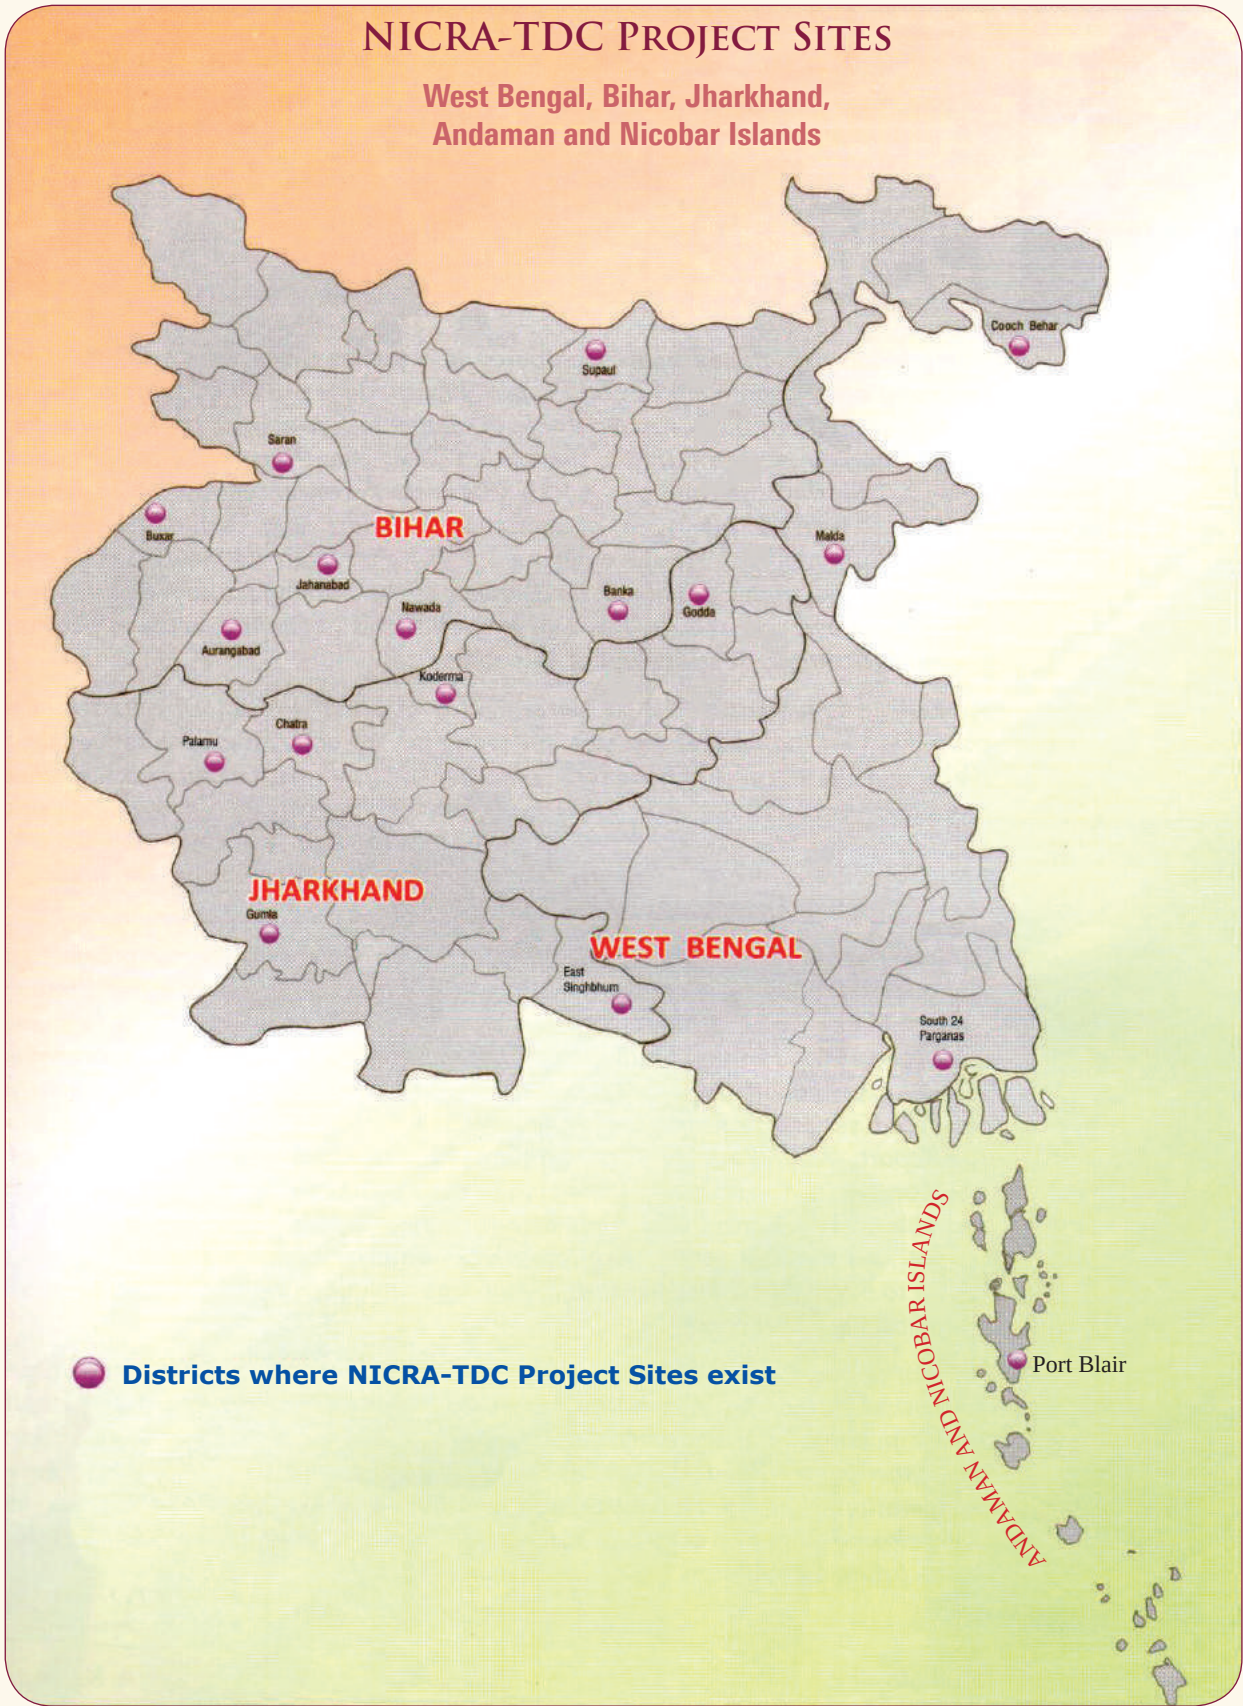 NICRA-TDC PROJECT SITES
West Bengal, Bihar, Jharkhand,
Andaman and Nicobar Islands
Cooch Behar
Supaul
Saran
Buxar
BIHAR
Malda
Jahanabad
Banka
Godda
Nawada
Aurangabad
Koderma
Chatra
Palamu
JHARKHAND
Gumla
WEST BENGAL
East
Singhbhum
South 24
Parganas
ANDAMAN AND NICOBAR ISLANDS
Port Blair
Districts where NICRA-TDC Project Sites exist